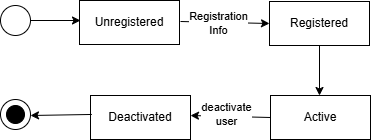 Unregistered
Registration
Info
Registered
Deactivated
deactivate
user
Active